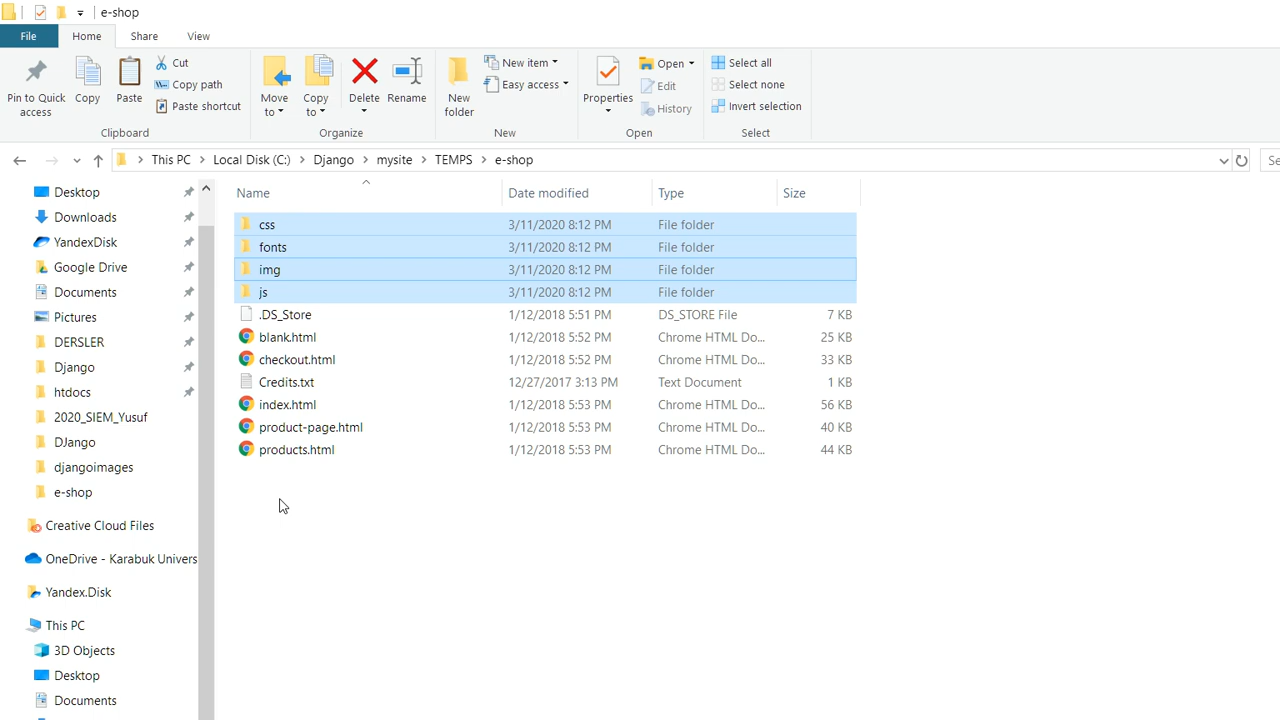 e-shop
File Home Share View
Pin to Quick access
Copy
Paste
Cut
Copy path
Paste shortcut
Clipboard
Move to
Copy to
Delete
Rename
Organize
New folder
New item
Easy access
New
Properties
Open
Edit
History
Open
Select all
Select none
Invert selection
Select
This PC Local Disk (C:) Django mysite TEMPS e-shop
Se
Desktop
Downloads
YandexDisk
Google Drive
Documents
Pictures
DERSLER
Django
htdocs
2020_SIEM_Yusuf
DJango
djangoimages
e-shop
Creative Cloud Files
OneDrive - Karabuk Univers
Yandex.Disk
This PC
3D Objects
Desktop
Documents
Name Date modified Type Size
css 3/11/2020 8:12 PM File folder
fonts 3/11/2020 8:12 PM File folder
img 3/11/2020 8:12 PM File folder
js 3/11/2020 8:12 PM File folder
.DS_Store 1/12/2018 5:51 PM DS_STORE File 7 KB
blank.html 1/12/2018 5:52 PM Chrome HTML Do... 25 KB
checkout.html 1/12/2018 5:52 PM Chrome HTML Do... 33 KB
Credits.txt 12/27/2017 3:13 PM Text Document 1 KB
index.html 1/12/2018 5:53 PM Chrome HTML Do... 56 KB
product-page.html 1/12/2018 5:53 PM Chrome HTML Do... 40 KB
products.html 1/12/2018 5:53 PM Chrome HTML Do... 44 KB